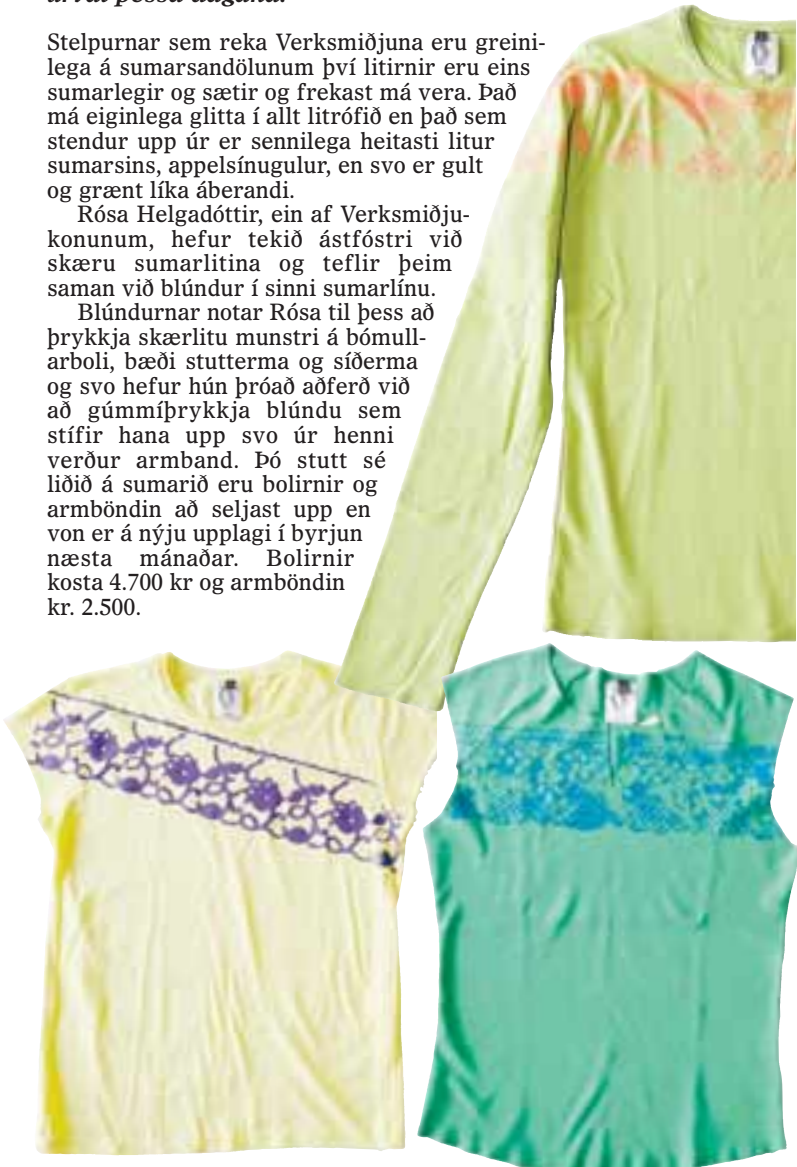 úrval þessa dagana.
Stelpurnar sem reka Verksmiðjuna eru greini-
lega á sumarsandölunum því litirnir eru eins
sumarlegir og sætir og frekast má vera. Það
má eiginlega glitta í allt litrófið en það sem
stendur upp úr er sennilega heitasti litur
sumarsins, appelsínugulur, en svo er gult
og grænt líka áberandi.
Rósa Helgadóttir, ein af Verksmiðju-
konunum, hefur tekið ástfóstri við
skæru sumarlitina og teflir þeim
saman við blúndur í sinni sumarlínu.
Blúndurnar notar Rósa til þess að
þrykkja skærlitu munstri á bómull-
arboli, bæði stutterma og síðerma
og svo hefur hún þróað aðferð við
að gúmmíþrykkja blúndu sem
stífir hana upp svo úr henni
verður armband. Þó stutt sé
liðið á sumarið eru bolirnir og
armböndin að seljast upp en
von er á nýju upplagi í byrjun
næsta mánaðar. Bolirnir
kosta 4.700 kr og armböndin
kr. 2.500.